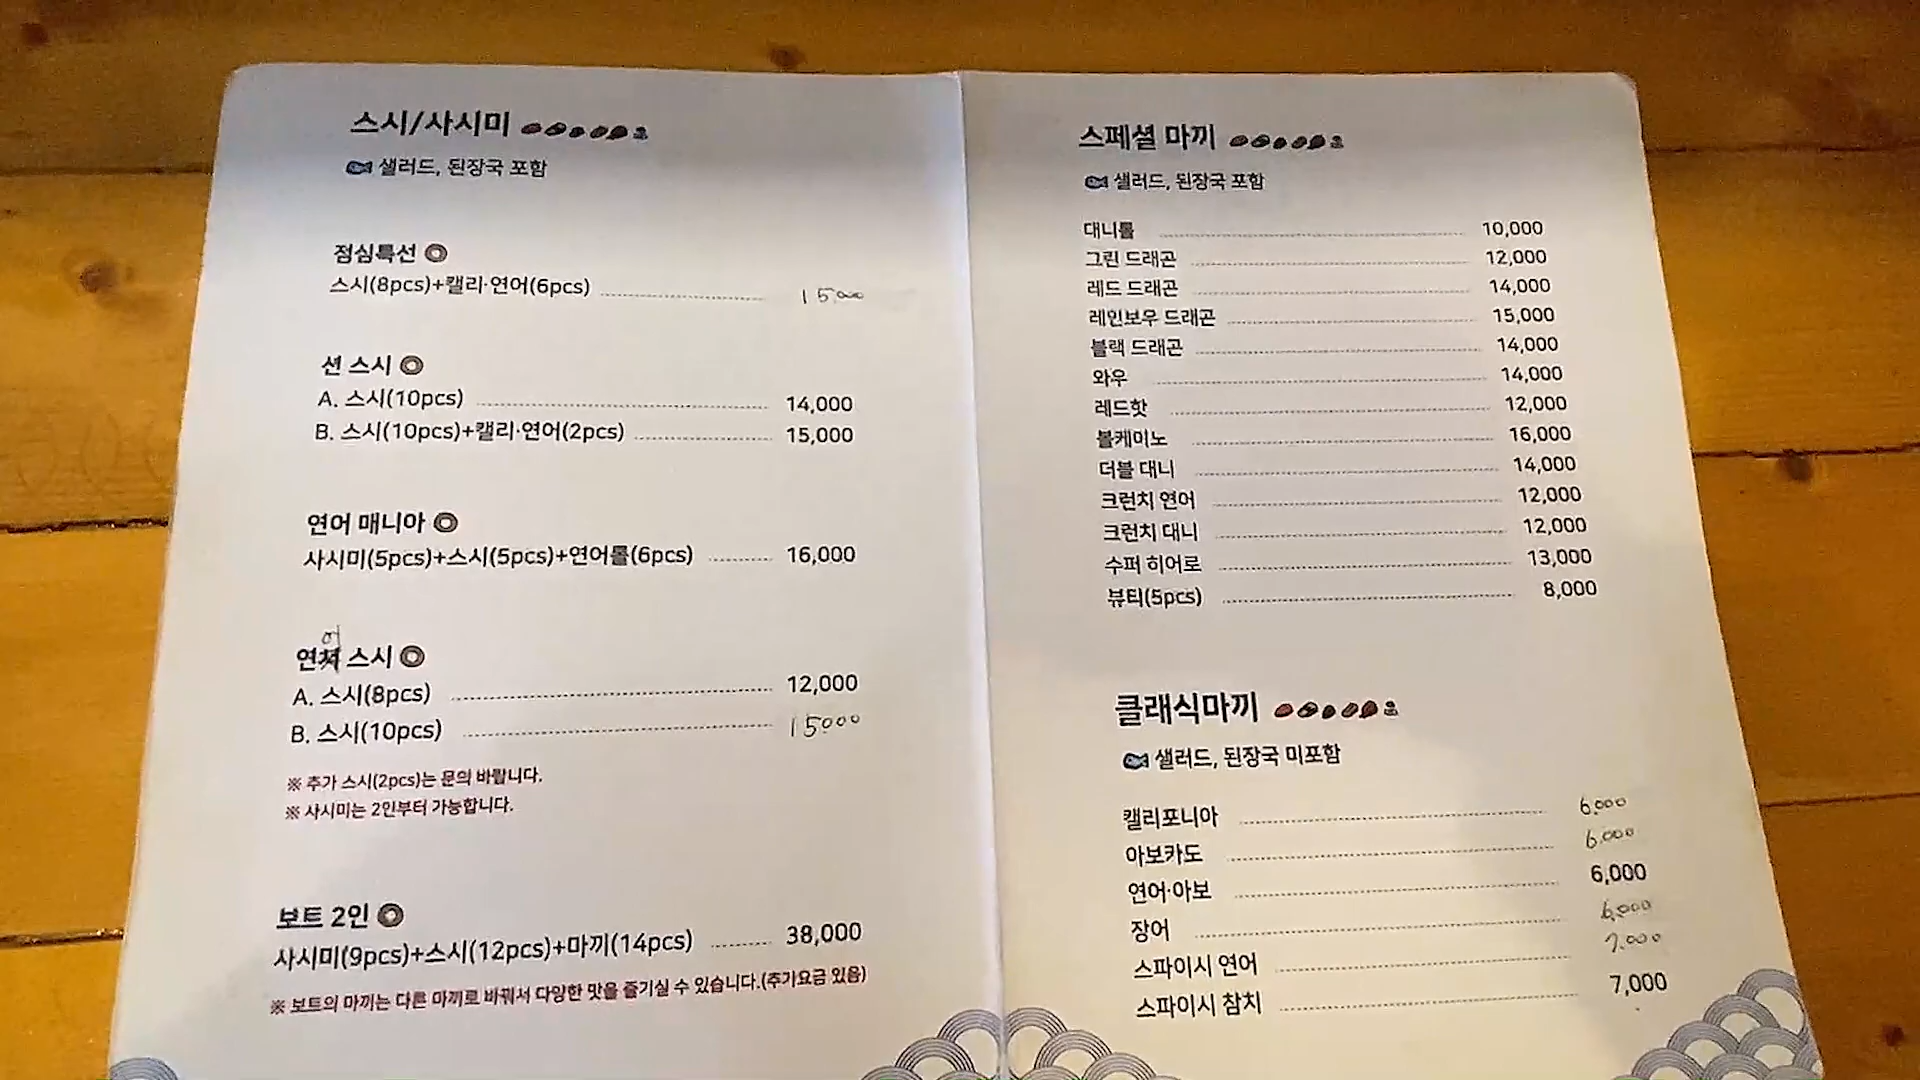 스시/사시미
샐러드, 된장국 포함
점심특선
스시(8pcs)+캘리·연어(6pcs) 15000
션 스시
A. 스시(10pcs) 14,000
B. 스시(10pcs)+캘리·연어(2pcs) 15,000
연어 매니아
사시미(5pcs)+스시(5pcs)+연어롤(6pcs) 16,000
연어 스시
A. 스시(8pcs) 12,000
B. 스시(10pcs) 15000
※ 추가 스시(2pcs)는 문의 바랍니다.
※ 사시미는 2인부터 가능합니다.
보트 2인
사시미(9pcs)+스시(12pcs)+마끼(14pcs) 38,000
※ 보트의 마끼는 다른 마끼로 바꿔서 다양한 맛을 즐기실 수 있습니다.(추가요금 있음)
스페셜 마끼
샐러드, 된장국 포함
대니롤 10,000
그린 드래곤 12,000
레드 드래곤 14,000
레인보우 드래곤 15,000
블랙 드래곤 14,000
와우 14,000
레드핫 12,000
볼케미노 16,000
더블 대니 14,000
크런치 연어 12,000
크런치 대니 12,000
수퍼 히어로 13,000
뷰티(5pcs) 8,000
클래식마끼
샐러드, 된장국 미포함
캘리포니아 6.000
아보카도 6.000
연어·아보 6,000
장어 6,000
스파이시 연어 7.000
스파이시 참치 7,000